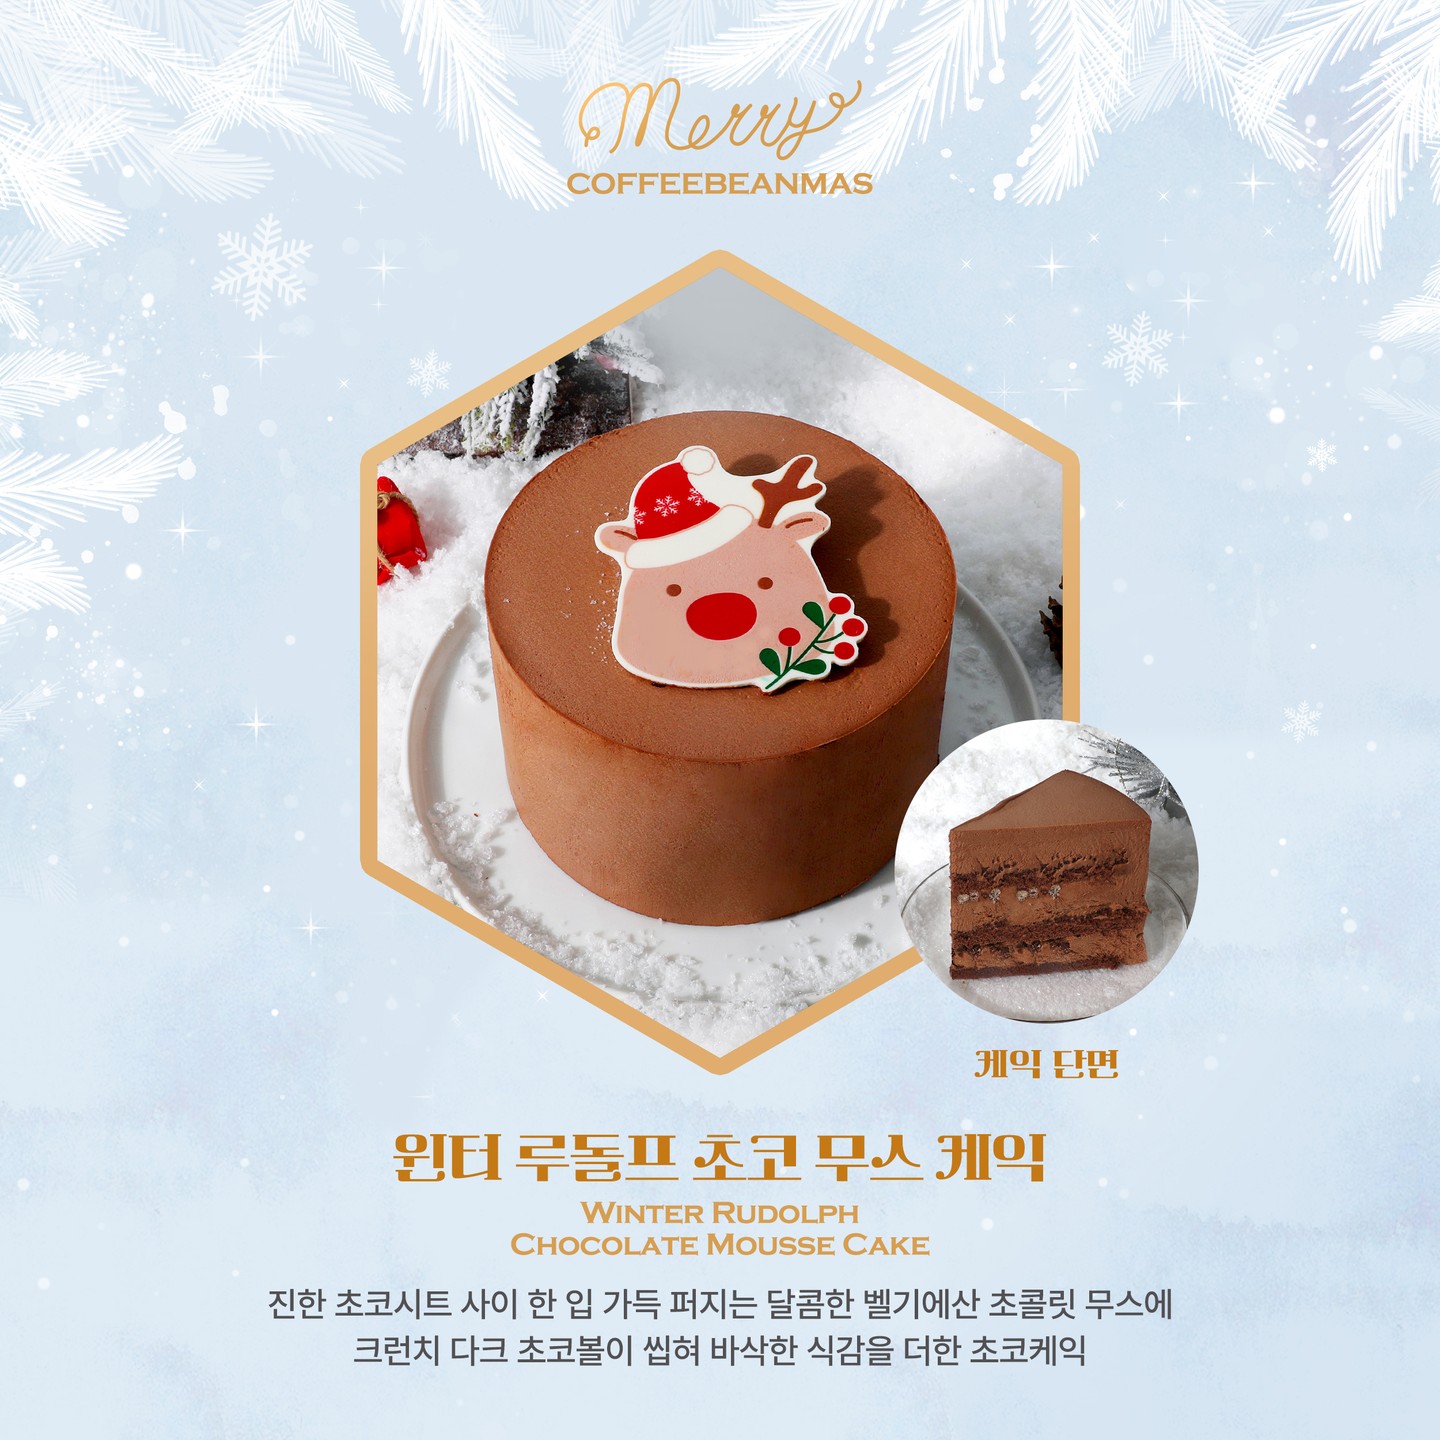 Merry
COFFEEBEANMAS
케익 단면
윈터 루돌프 초코 무스 케익
WINTER RUDOLPH
CHOCOLATE MOUSSE CAKE
진한 초코시트 사이 한 입 가득 퍼지는 달콤한 벨기에산 초콜릿 무스에
크런치 다크 초코볼이 씹혀 바삭한 식감을 더한 초코케익